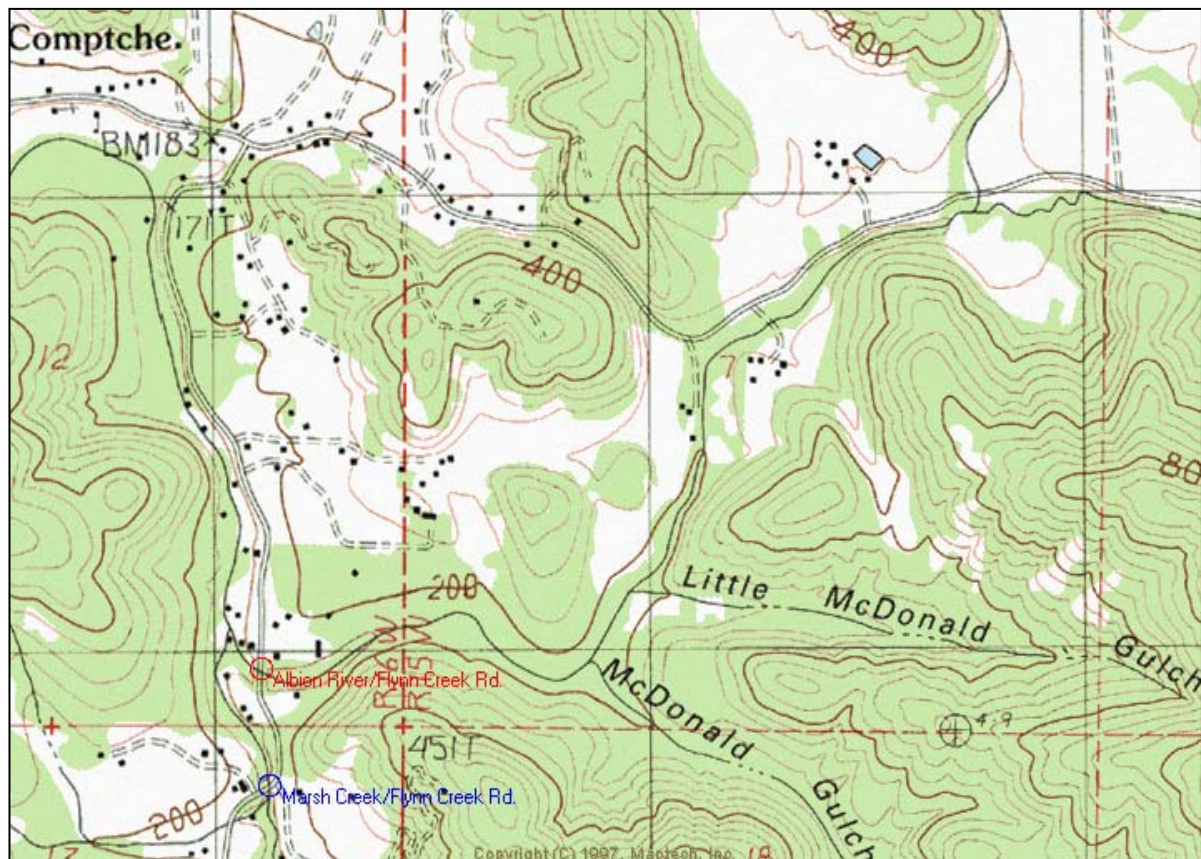 Comptche.
400
BM183
171T
400
12
7
80
200
Little McDonald Gulch
R16W
R15W
Albion River/Flynn Creek Rd.
McDonald Gulch
4.9
451T
Marsh Creek/Flynn Creek Rd.
200
Copyright (C) 1997, Maptech, Inc.
18